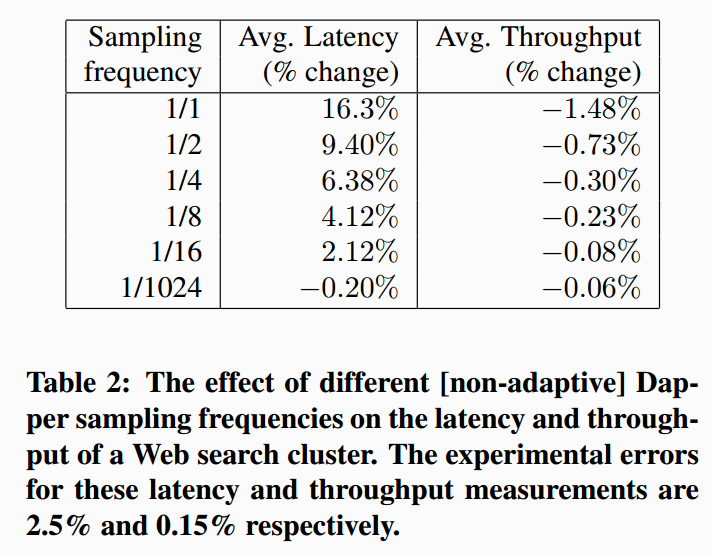 Sampling Avg. Latency Avg. Throughput
frequency (% change) (% change)
1/1 16.3% −1.48%
1/2 9.40% −0.73%
1/4 6.38% −0.30%
1/8 4.12% −0.23%
1/16 2.12% −0.08%
1/1024 −0.20% −0.06%
Table 2: The effect of different [non-adaptive] Dap-
per sampling frequencies on the latency and through-
put of a Web search cluster. The experimental errors
for these latency and throughput measurements are
2.5% and 0.15% respectively.